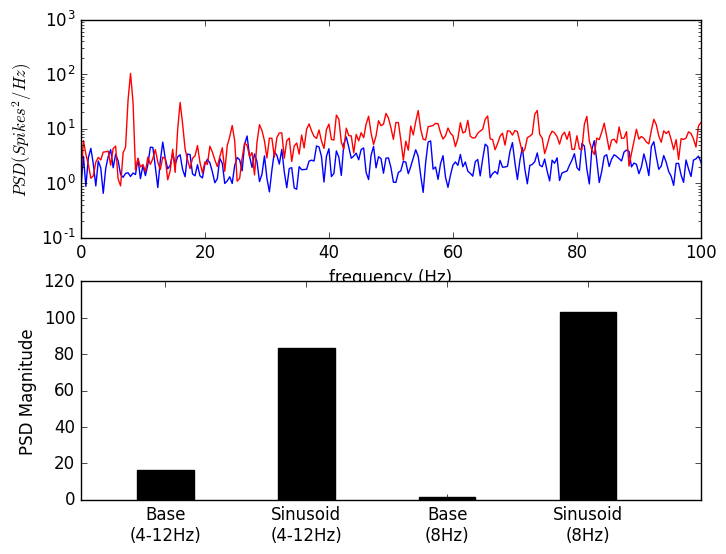 10^3
10^2
10^1
10^0
10^-1
PSD(Spikes^2/Hz)
0 20 40 60 80 100
frequency (Hz)
120
100
80
60
40
20
0
PSD Magnitude
Base Sinusoid Base Sinusoid
(4-12Hz) (4-12Hz) (8Hz) (8Hz)